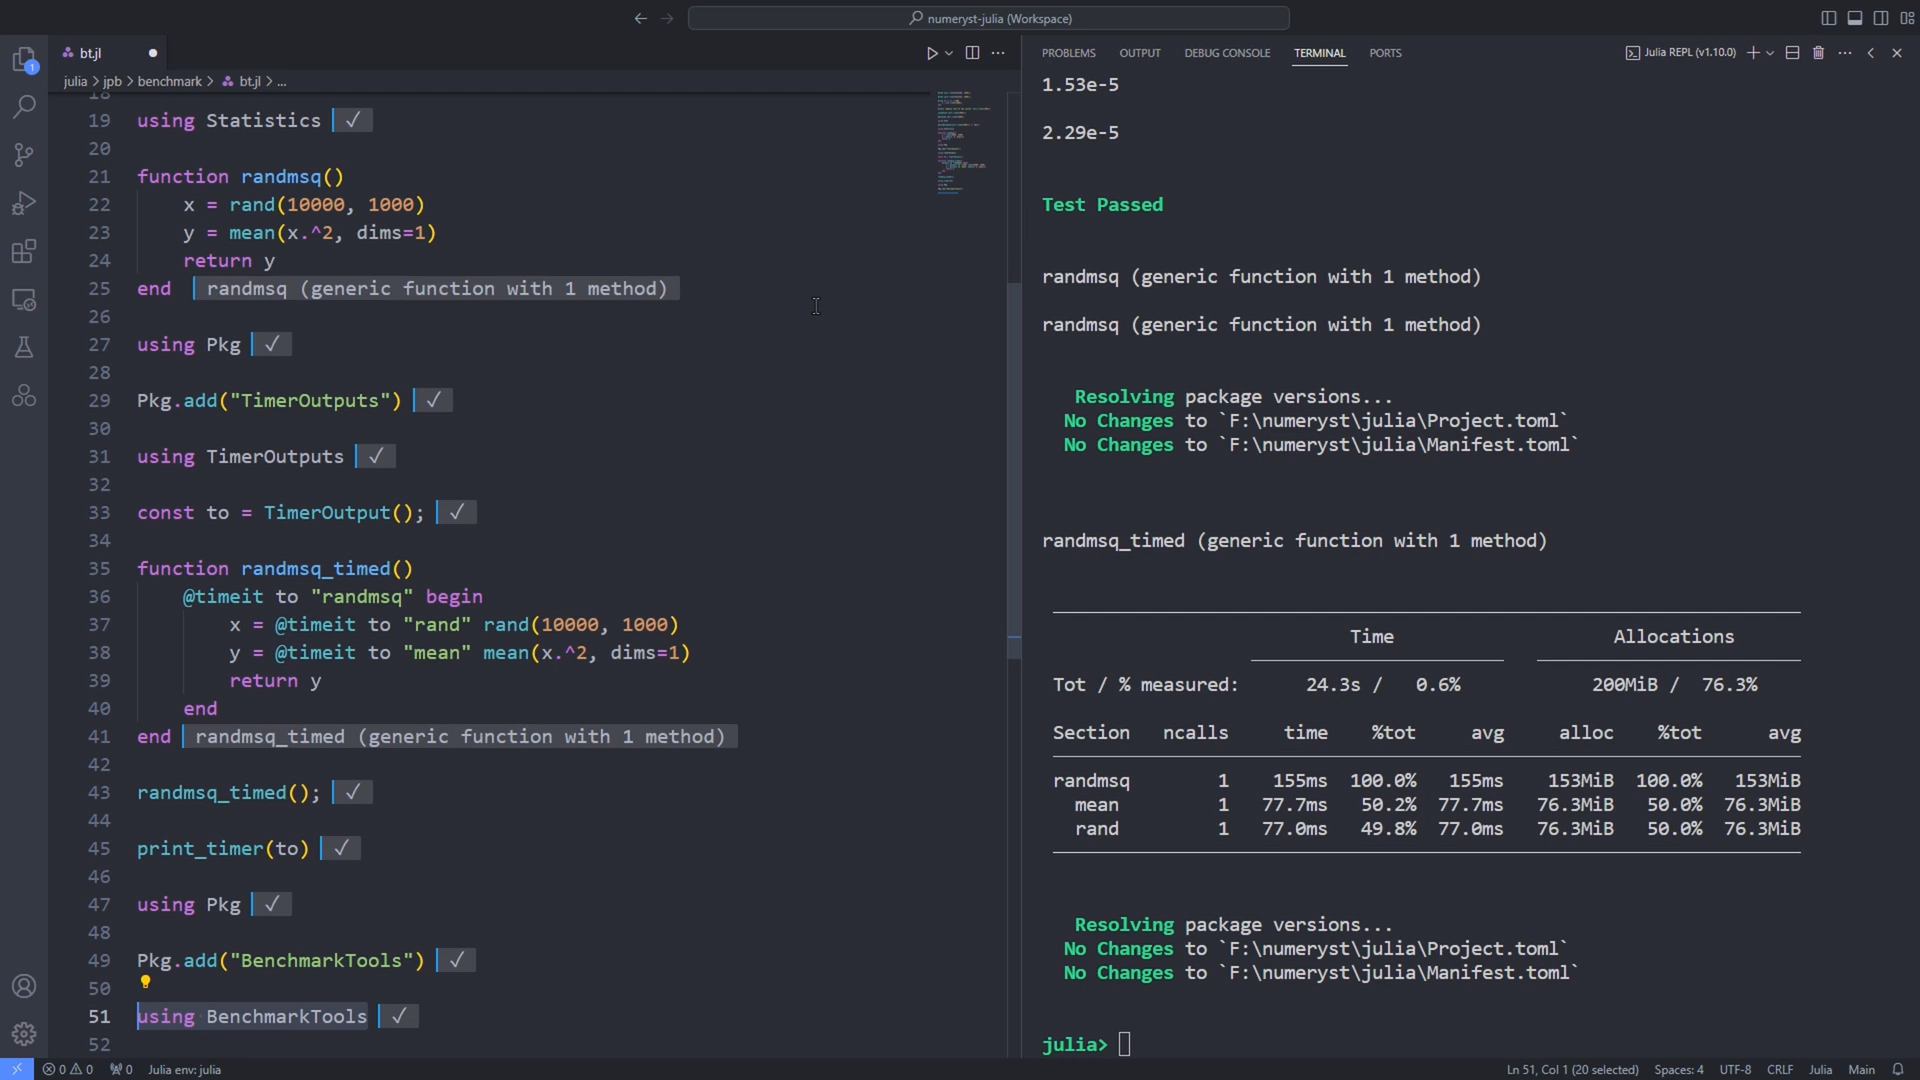 numeryst-julia (Workspace)
bt.jl
julia > jpb > benchmark > bt.jl > ...
18
19 using Statistics ✓
20
21 function randmsq()
22 x = rand(10000, 1000)
23 y = mean(x.^2, dims=1)
24 return y
25 end randmsq (generic function with 1 method)
26
27 using Pkg ✓
28
29 Pkg.add("TimerOutputs") ✓
30
31 using TimerOutputs ✓
32
33 const to = TimerOutput(); ✓
34
35 function randmsq_timed()
36 @timeit to "randmsq" begin
37 x = @timeit to "rand" rand(10000, 1000)
38 y = @timeit to "mean" mean(x.^2, dims=1)
39 return y
40 end
41 end randmsq_timed (generic function with 1 method)
42
43 randmsq_timed(); ✓
44
45 print_timer(to) ✓
46
47 using Pkg ✓
48
49 Pkg.add("BenchmarkTools") ✓
50
51 using BenchmarkTools ✓
52
PROBLEMS OUTPUT DEBUG CONSOLE TERMINAL PORTS Julia REPL (v1.10.0)
1.53e-5
2.29e-5
Test Passed
randmsq (generic function with 1 method)
randmsq (generic function with 1 method)
Resolving package versions...
No Changes to `F:\numeryst\julia\Project.toml`
No Changes to `F:\numeryst\julia\Manifest.toml`
randmsq_timed (generic function with 1 method)
Time Allocations
Tot / % measured: 24.3s / 0.6% 200MiB / 76.3%
Section ncalls time %tot avg alloc %tot avg
randmsq 1 155ms 100.0% 155ms 153MiB 100.0% 153MiB
mean 1 77.7ms 50.2% 77.7ms 76.3MiB 50.0% 76.3MiB
rand 1 77.0ms 49.8% 77.0ms 76.3MiB 50.0% 76.3MiB
Resolving package versions...
No Changes to `F:\numeryst\julia\Project.toml`
No Changes to `F:\numeryst\julia\Manifest.toml`
julia>
1
0 0 0 Julia env: julia
Ln 51, Col 1 (20 selected) Spaces: 4 UTF-8 CRLF Julia Main